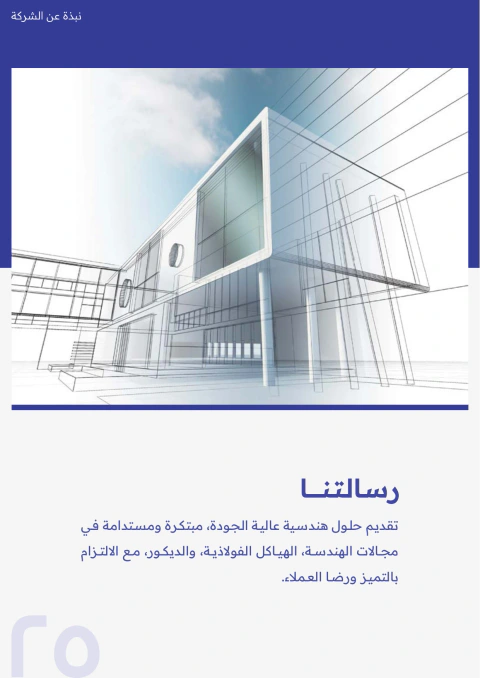 نبذة عن الشركة
رسالتنــا
تقديم حلول هندسية عالية الجودة، مبتكرة ومستدامة في
مجالات الهندسة، الهياكل الفولاذية، والديكور، مع الالتزام
بالتميز ورضا العملاء.
٢٥